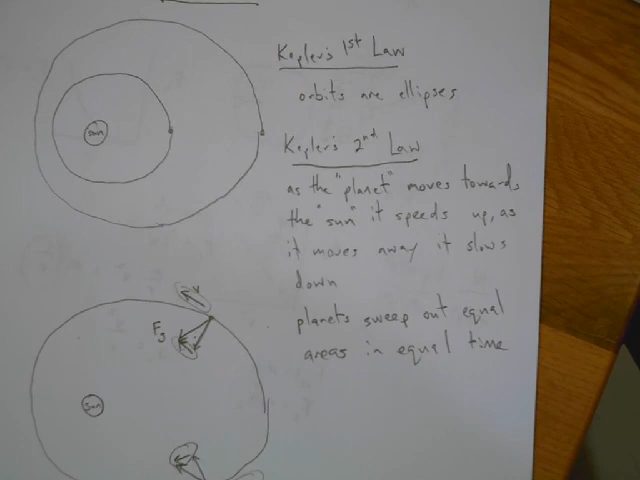 Kepler's 1st Law
orbits are ellipses
Sun
Kepler's 2nd Law
as the "planet" moves towards
the "sun" it speeds up, as
it moves away it slows
down
planets sweep out equal
areas in equal time
v
Fg
Sun